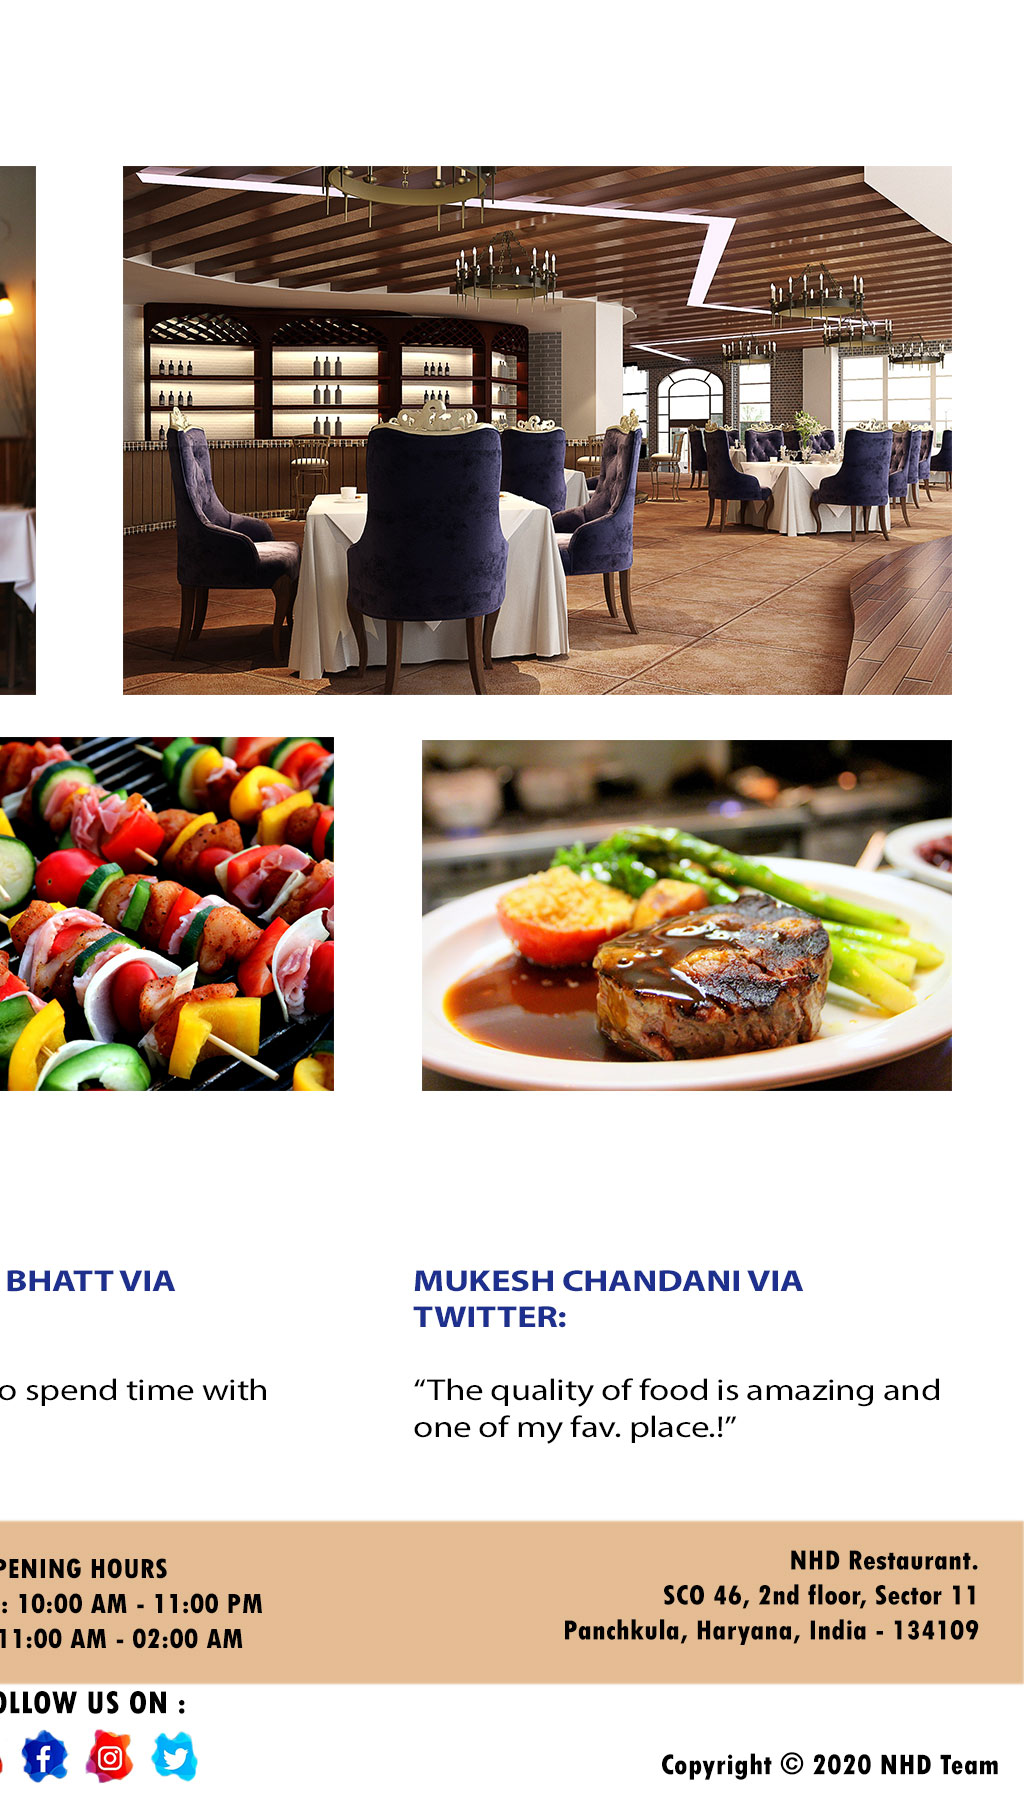 BHATT VIA
o spend time with
MUKESH CHANDANI VIA
TWITTER:
“The quality of food is amazing and
one of my fav. place.!”
PENING HOURS
: 10:00 AM - 11:00 PM
11:00 AM - 02:00 AM
NHD Restaurant.
SCO 46, 2nd floor, Sector 11
Panchkula, Haryana, India - 134109
OLLOW US ON :
Copyright © 2020 NHD Team